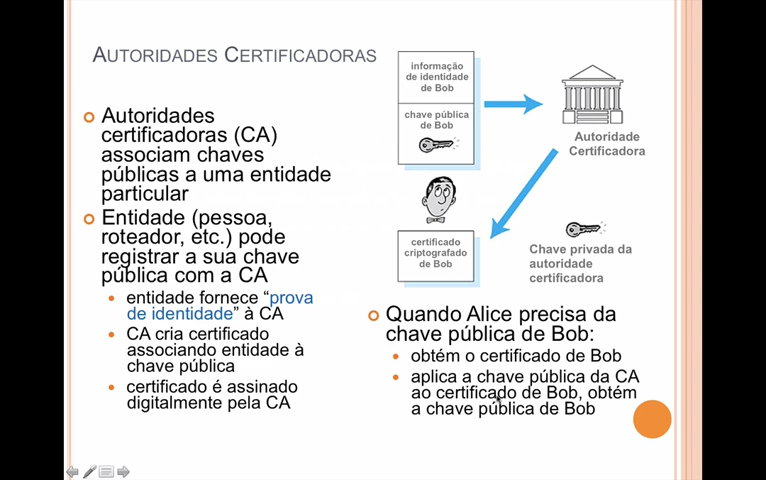 AUTORIDADES CERTIFICADORAS
Autoridades
certificadoras (CA)
associam chaves
públicas a uma entidade
particular
Entidade (pessoa,
roteador, etc.) pode
registrar a sua chave
pública com a CA
entidade fornece “prova
de identidade” à CA
CA cria certificado
associando entidade à
chave pública
certificado é assinado
digitalmente pela CA
informação
de identidade
de Bob
chave pública
de Bob
Autoridade
Certificadora
certificado
criptografado
de Bob
Chave privada da
autoridade
certificadora
Quando Alice precisa da
chave pública de Bob:
obtém o certificado de Bob
aplica a chave pública da CA
ao certificado de Bob, obtém
a chave pública de Bob